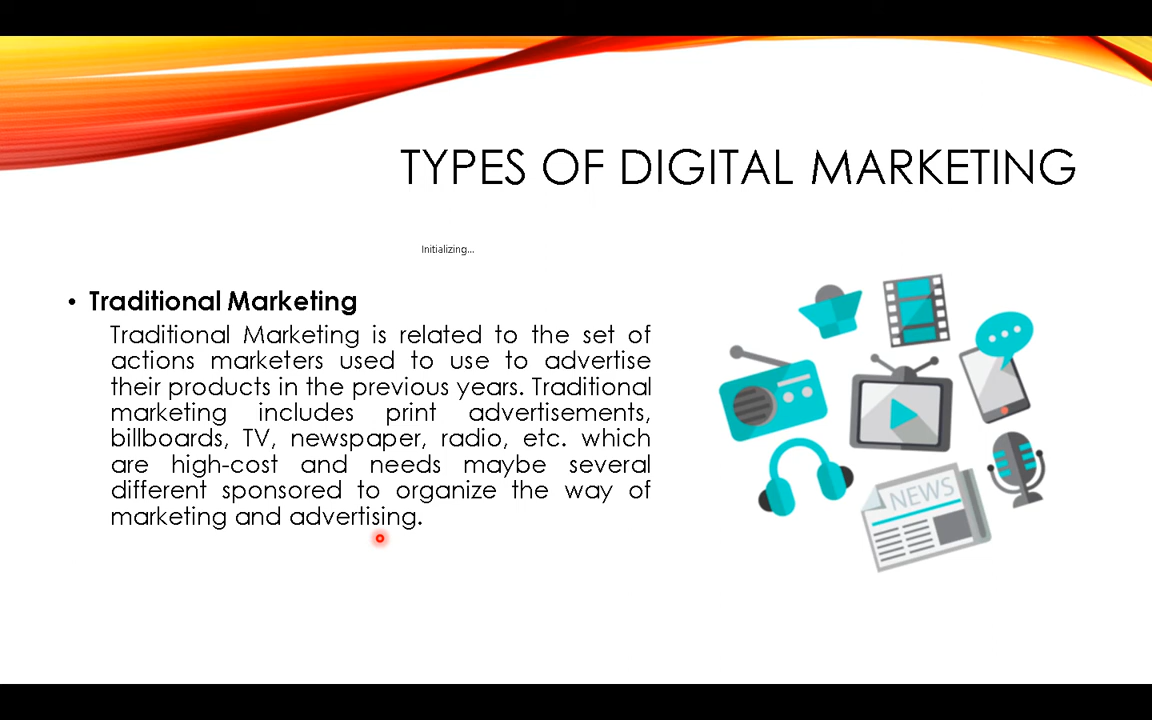 TYPES OF DIGITAL MARKETING
Initializing...
• Traditional Marketing
Traditional Marketing is related to the set of
actions marketers used to use to advertise
their products in the previous years. Traditional
marketing includes print advertisements,
billboards, TV, newspaper, radio, etc. which
are high-cost and needs maybe several
different sponsored to organize the way of
marketing and advertising.
NEWS